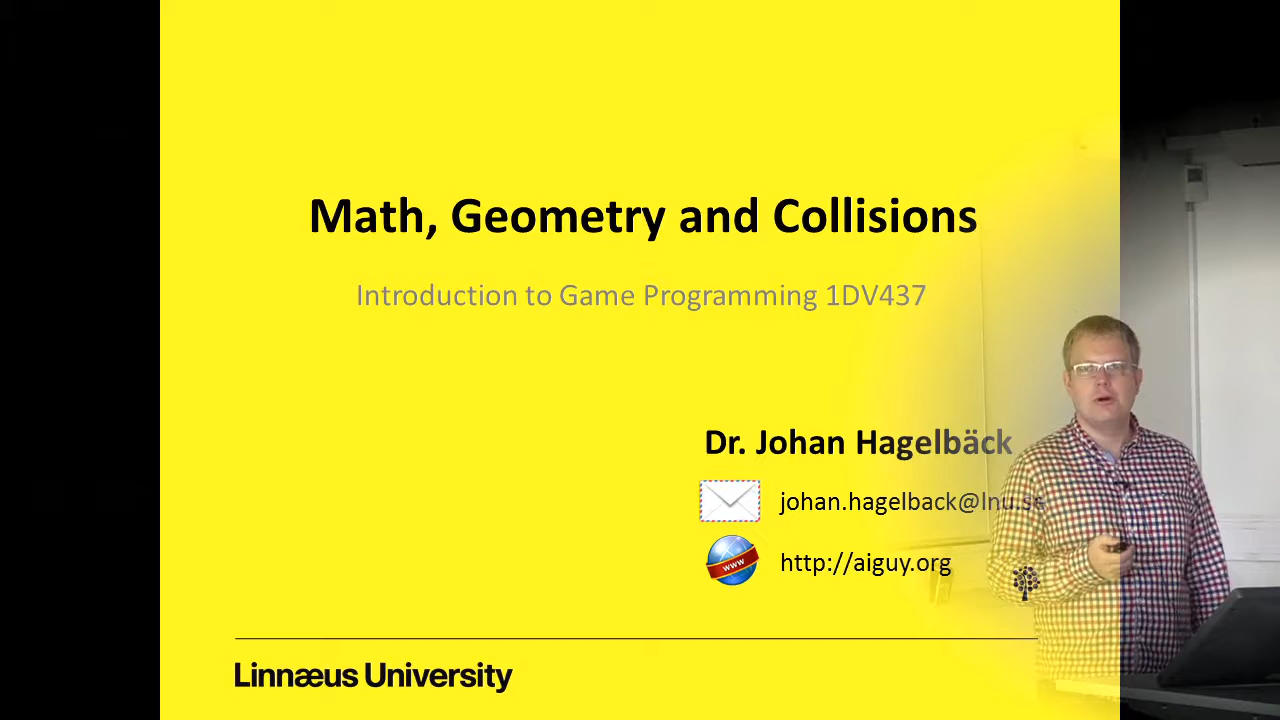 Math, Geometry and Collisions
Introduction to Game Programming 1DV437
Dr. Johan Hagelbäck
johan.hagelback@lnu.se
www
http://aiguy.org
Linnæus University